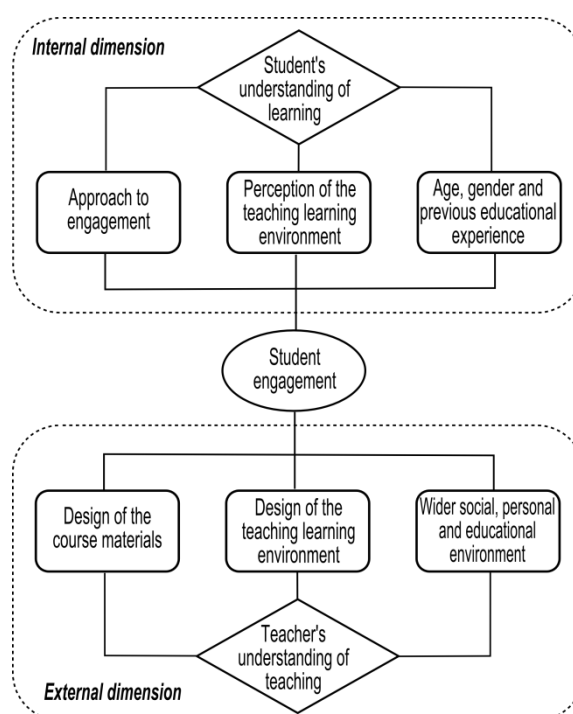 Internal dimension
Student's
understanding of
learning
Approach to
engagement
Perception of the
teaching learning
environment
Age, gender and
previous educational
experience
Student
engagement
Design of the
course materials
Design of the
teaching learning
environment
Wider social, personal
and educational
environment
Teacher's
understanding of
teaching
External dimension